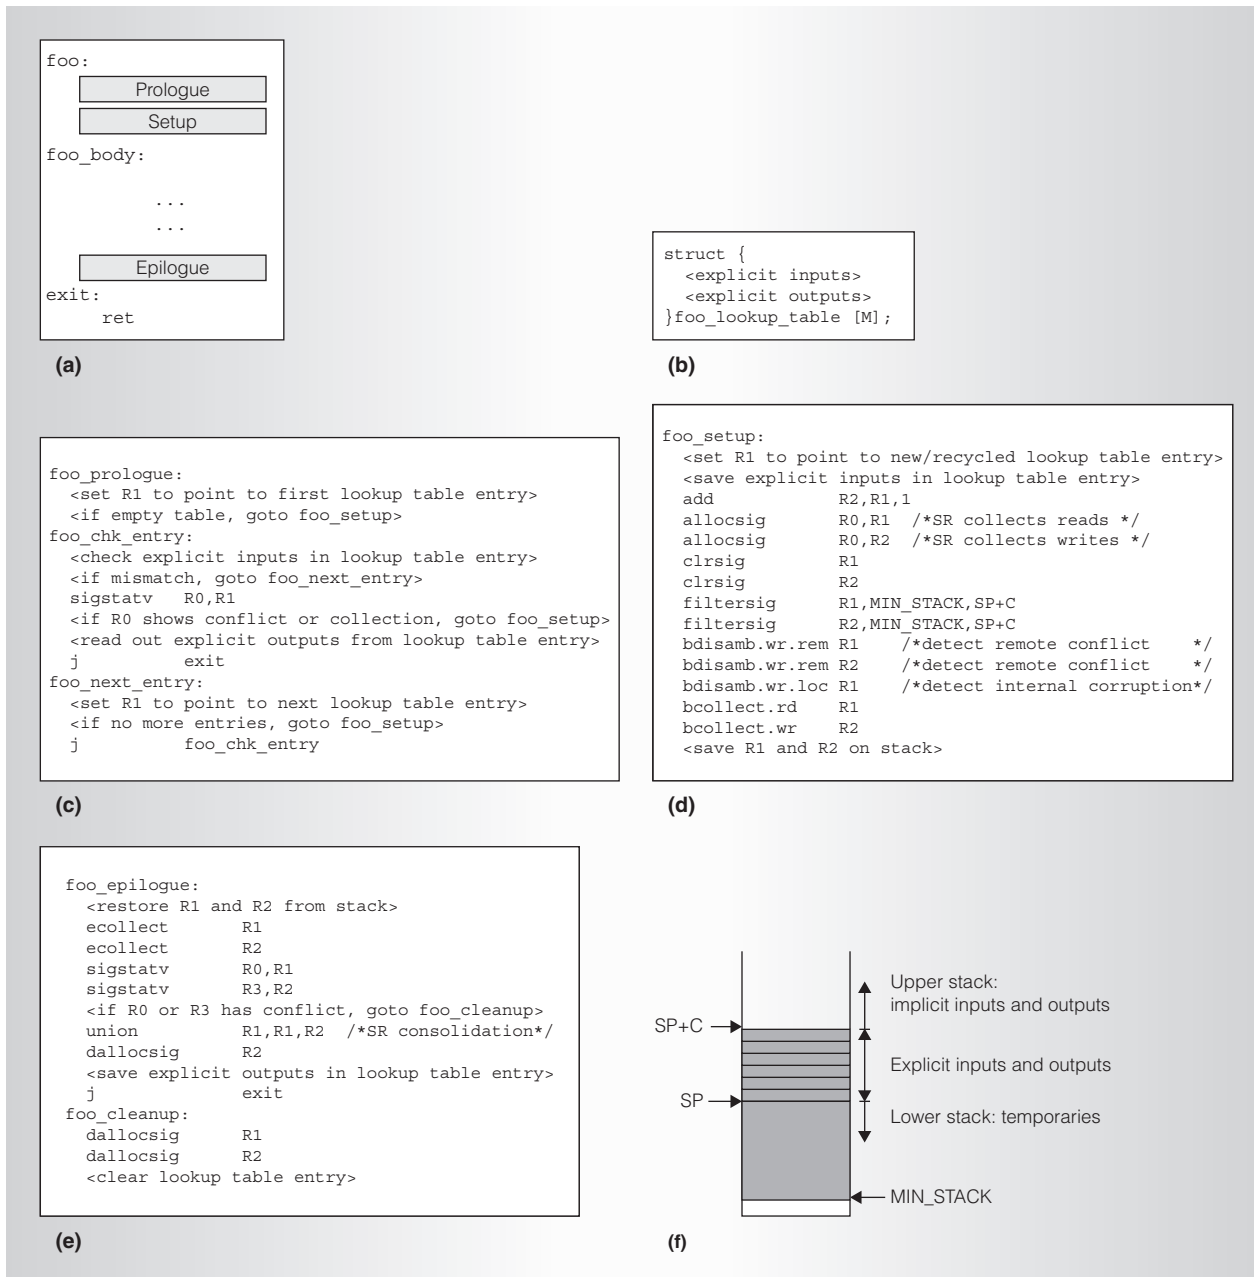 foo:
Prologue
Setup
foo_body:
...
...
Epilogue
exit:
ret
(a)
struct {
<explicit inputs>
<explicit outputs>
}foo_lookup_table [M];
(b)
foo_prologue:
<set R1 to point to first lookup table entry>
<if empty table, goto foo_setup>
foo_chk_entry:
<check explicit inputs in lookup table entry>
<if mismatch, goto foo_next_entry>
sigstatv R0,R1
<if R0 shows conflict or collection, goto foo_setup>
<read out explicit outputs from lookup table entry>
j exit
foo_next_entry:
<set R1 to point to next lookup table entry>
<if no more entries, goto foo_setup>
j foo_chk_entry
(c)
foo_setup:
<set R1 to point to new/recycled lookup table entry>
<save explicit inputs in lookup table entry>
add R2,R1,1
allocsig R0,R1 /*SR collects reads */
allocsig R0,R2 /*SR collects writes */
clrsig R1
clrsig R2
filtersig R1,MIN_STACK,SP+C
filtersig R2,MIN_STACK,SP+C
bdisamb.wr.rem R1 /*detect remote conflict */
bdisamb.wr.rem R2 /*detect remote conflict */
bdisamb.wr.loc R1 /*detect internal corruption*/
bcollect.rd R1
bcollect.wr R2
<save R1 and R2 on stack>
(d)
foo_epilogue:
<restore R1 and R2 from stack>
ecollect R1
ecollect R2
sigstatv R0,R1
sigstatv R3,R2
<if R0 or R3 has conflict, goto foo_cleanup>
union R1,R1,R2 /*SR consolidation*/
dallocsig R2
<save explicit outputs in lookup table entry>
j exit
foo_cleanup:
dallocsig R1
dallocsig R2
<clear lookup table entry>
(e)
Upper stack:
implicit inputs and outputs
SP+C
Explicit inputs and outputs
SP
Lower stack: temporaries
MIN_STACK
(f)